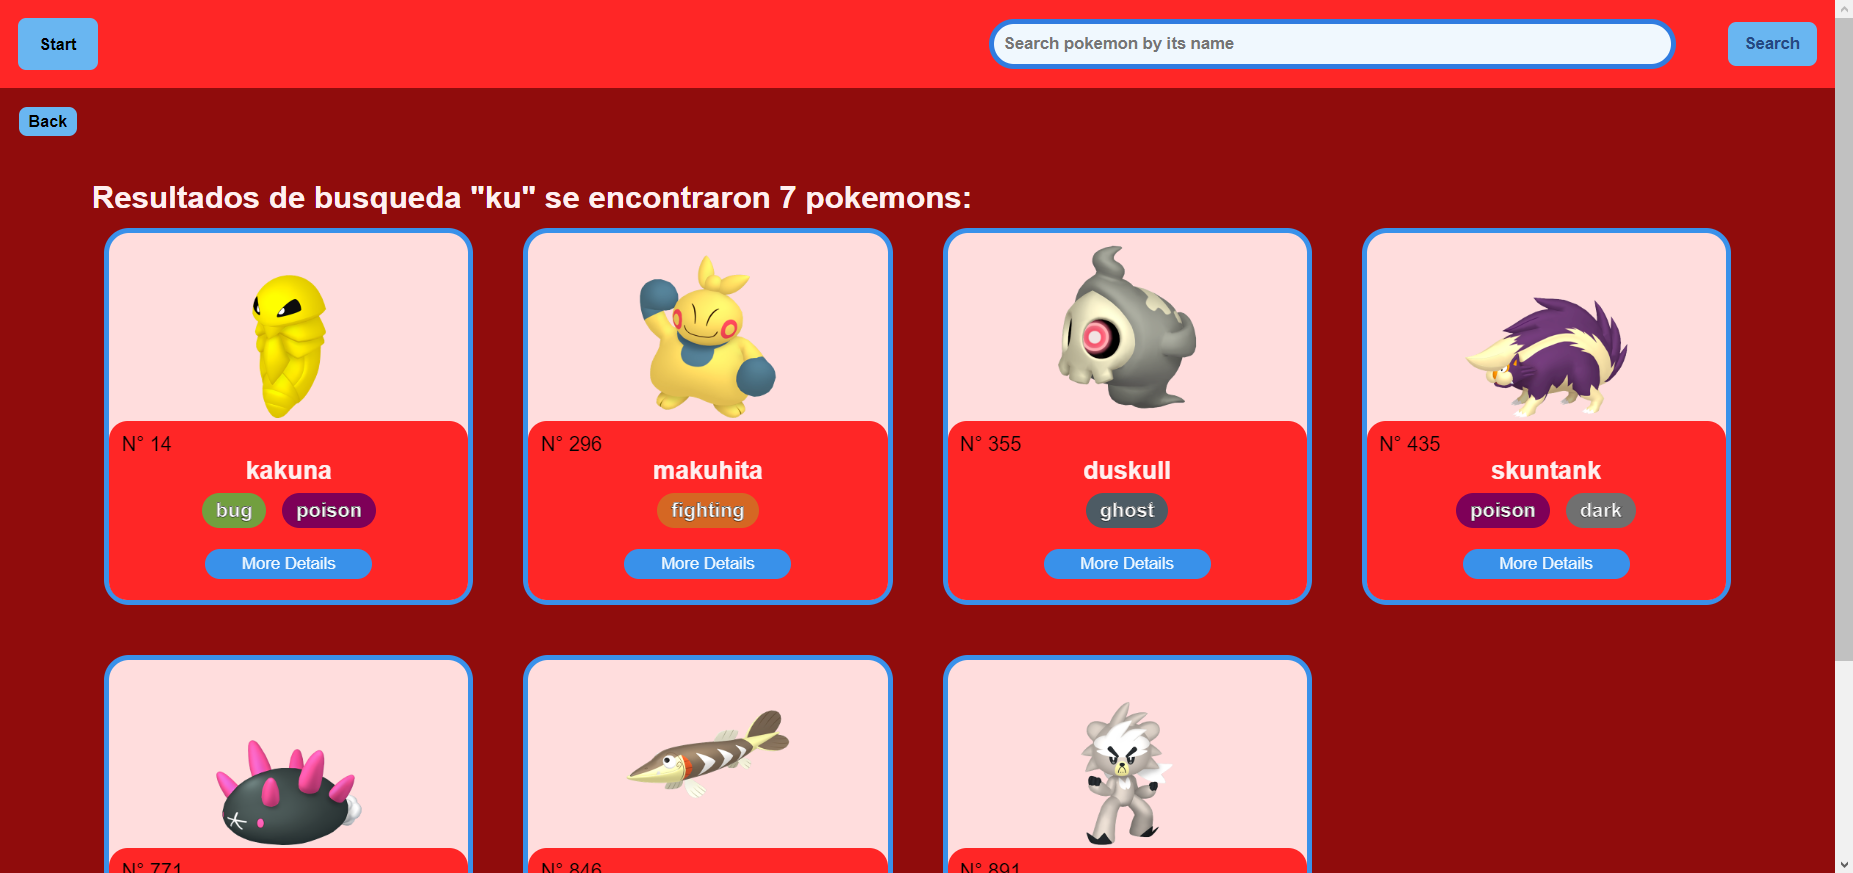 Start
Search pokemon by its name
Search
Back
Resultados de busqueda "ku" se encontraron 7 pokemons:
N° 14
kakuna
bug poison
More Details
N° 296
makuhita
fighting
More Details
N° 355
duskull
ghost
More Details
N° 435
skuntank
poison dark
More Details
N° 771
N° 846
N° 891